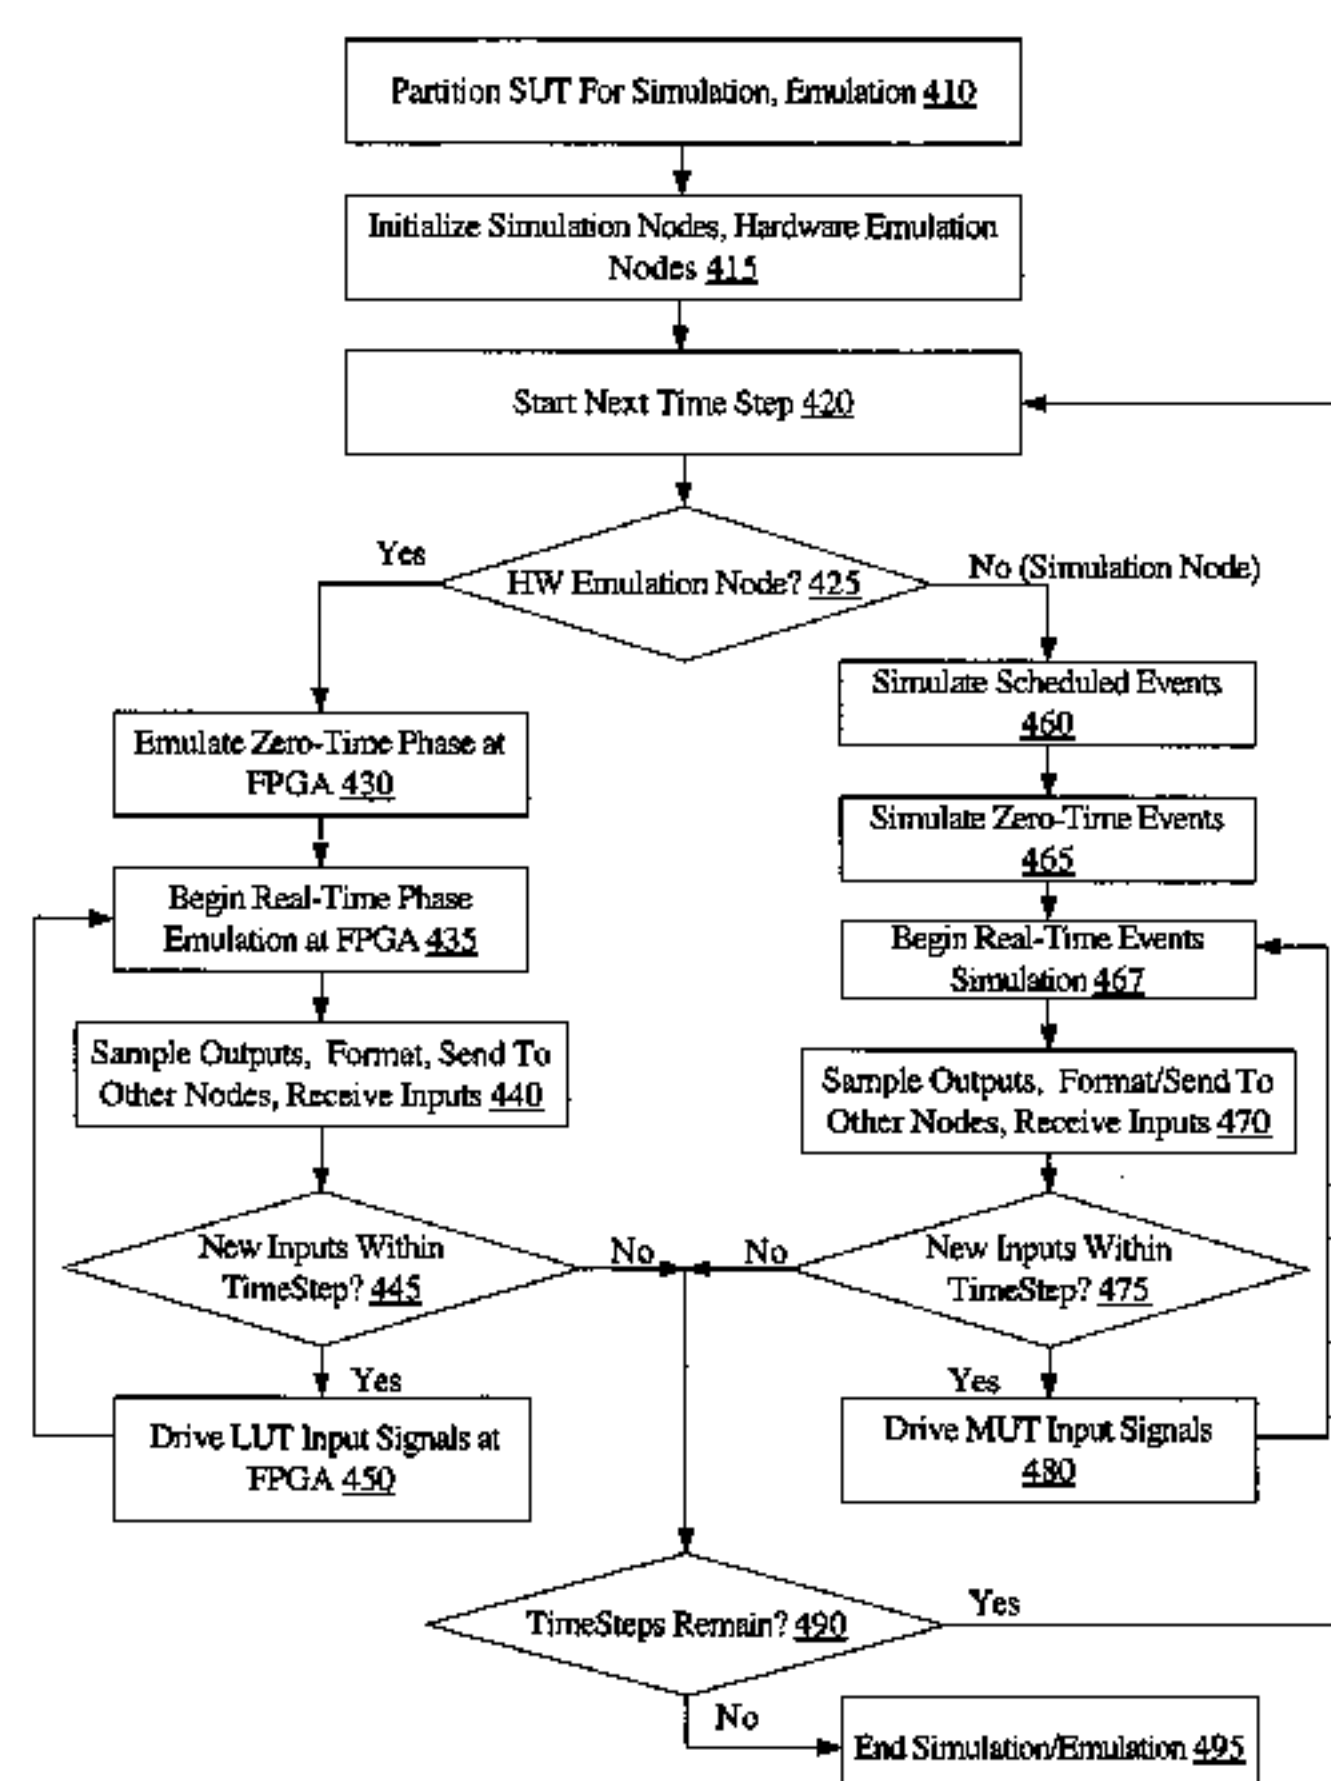 Partition SUT For Simulation, Emulation 410
Initialize Simulation Nodes, Hardware Emulation
Nodes 415
Start Next Time Step 420
Yes
HW Emulation Node? 425
No (Simulation Node)
Simulate Scheduled Events
460
Emulate Zero-Time Phase at
FPGA 430
Simulate Zero-Time Events
465
Begin Real-Time Phase
Emulation at FPGA 435
Begin Real-Time Events
Simulation 467
Sample Outputs, Format, Send To
Other Nodes, Receive Inputs 440
Sample Outputs, Format/Send To
Other Nodes, Receive Inputs 470
New Inputs Within
TimeStep? 445
No
No
New Inputs Within
TimeStep? 475
Yes
Yes
Drive LUT Input Signals at
FPGA 450
Drive MUT Input Signals
480
TimeSteps Remain? 490
Yes
No
End Simulation/Emulation 495